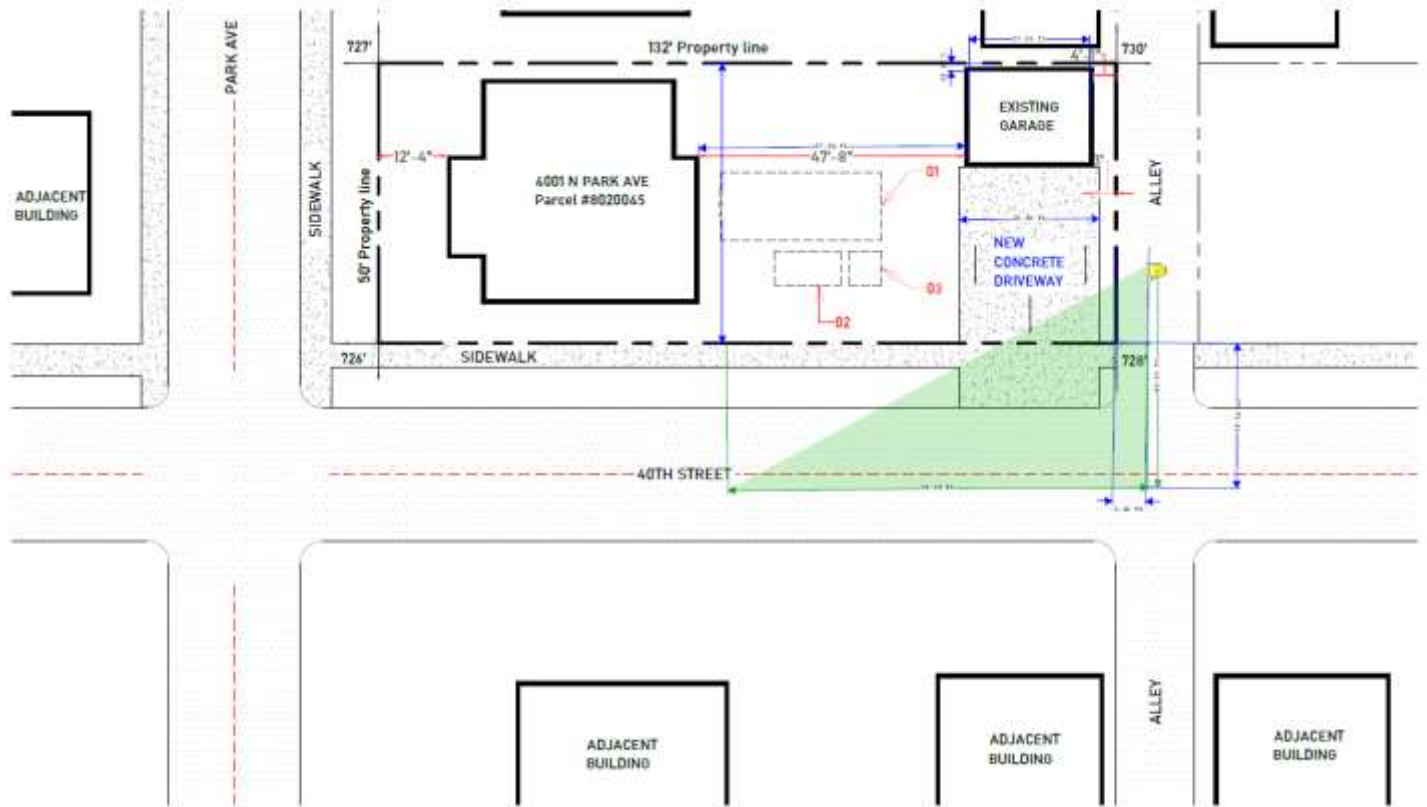 PARK AVE
727'
132' Property line
730'
4'
EXISTING
GARAGE
12'-4"
47'-8"
01
SIDEWALK
50' Property line
4001 N PARK AVE
Parcel #8020045
ALLEY
ADJACENT
BUILDING
NEW
CONCRETE
DRIVEWAY
03
02
726'
SIDEWALK
728'
40TH STREET
ALLEY
ADJACENT
BUILDING
ADJACENT
BUILDING
ADJACENT
BUILDING